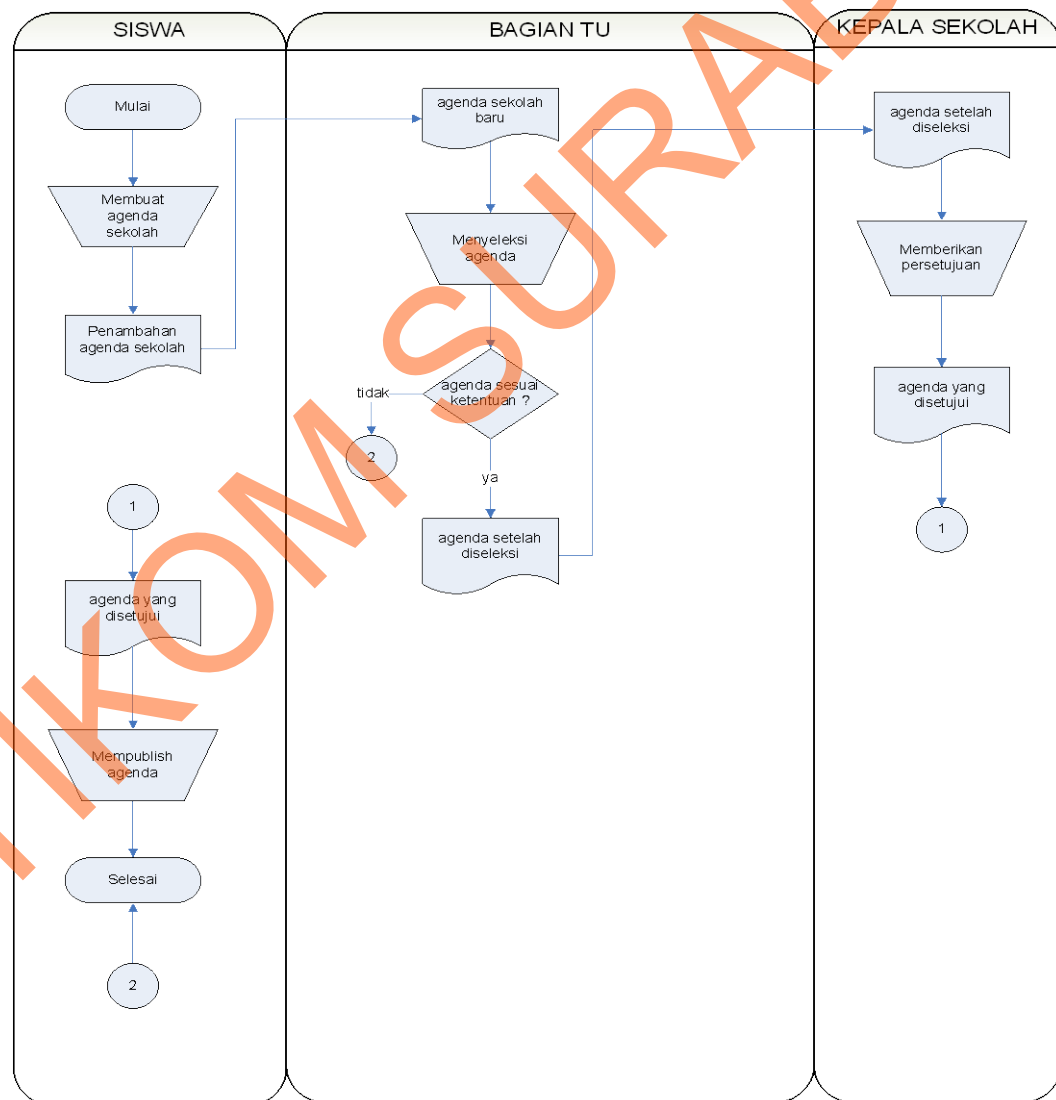 SISWA
BAGIAN TU
KEPALA SEKOLAH
Mulai
Membuat
agenda
sekolah
Penambahan
agenda sekolah
1
agenda yang
disetujui
Mempublish
agenda
Selesai
2
agenda sekolah
baru
Menyeleksi
agenda
agenda sesuai
ketentuan ?
tidak
2
ya
agenda setelah
diseleksi
agenda setelah
diseleksi
Memberikan
persetujuan
agenda yang
disetujui
1
IKOM SURAB